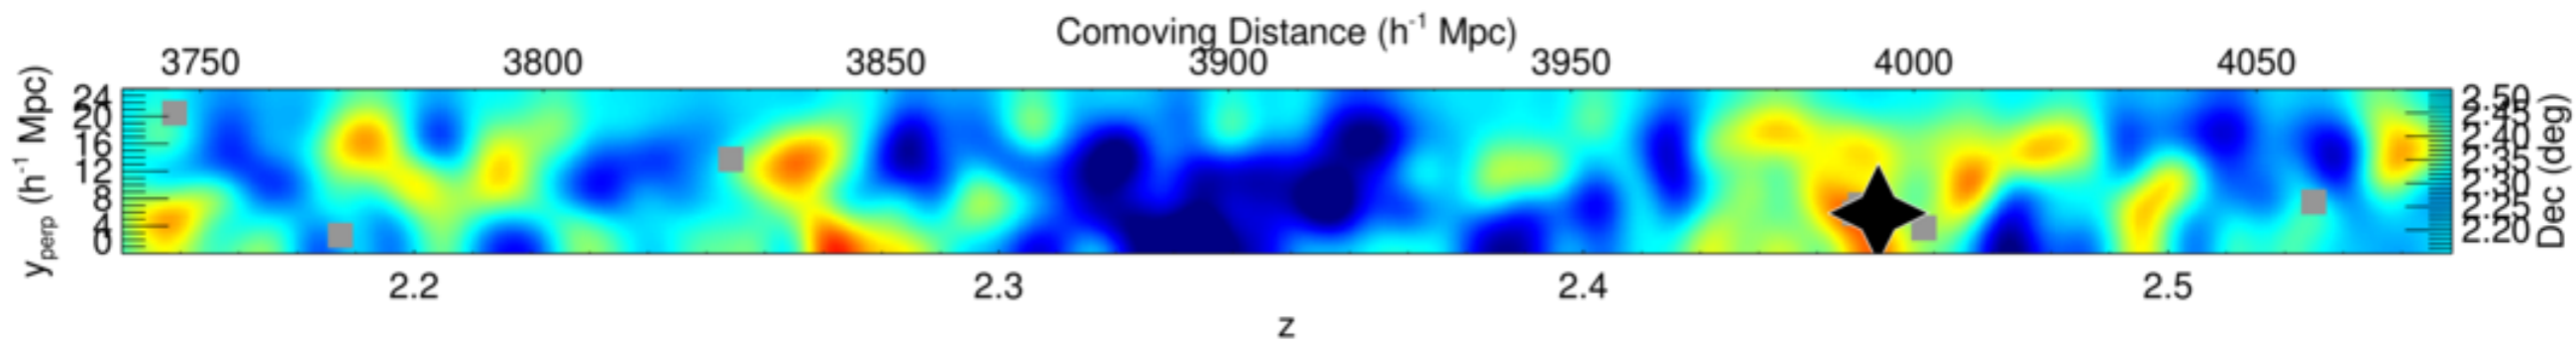 Comoving Distance (h⁻¹ Mpc)
3750 3800 3850 3900 3950 4000 4050
y_perp (h⁻¹ Mpc)
24
20
16
12
8
4
0
2.50
2.45
2.40
2.35
2.30
2.25
2.20
Dec (deg)
2.2 2.3 2.4 2.5
z